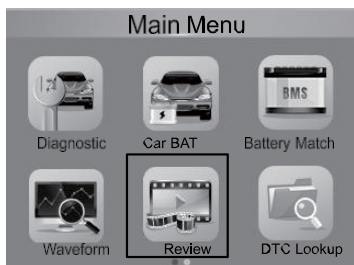 Main Menu
BMS
Diagnostic
Car BAT
Battery Match
Waveform
Review
DTC Lookup